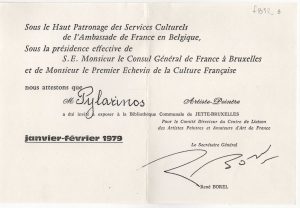 Sous le Haut Patronage des Services Culturels
de l'Ambassade de France en Belgique,
Sous la présidence effective de
S.E. Monsieur le Consul Général de France à Bruxelles
et de Monsieur le Premier Echevin de la Culture Française
nous attestons que
M Pylarinos Artiste-Peintre
a été invité à exposer à la Bibliothèque Communale de JETTE-BRUXELLES
Pour le Comité Directeur du Centre de Liaison
des Artistes Peintres et Amateurs d'Art de France
janvier-février 1979
Le Secrétaire Général
René BOREL